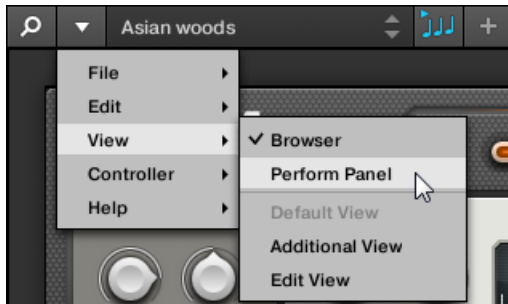 Asian woods
File
Edit
View
Controller
Help
Browser
Perform Panel
Default View
Additional View
Edit View